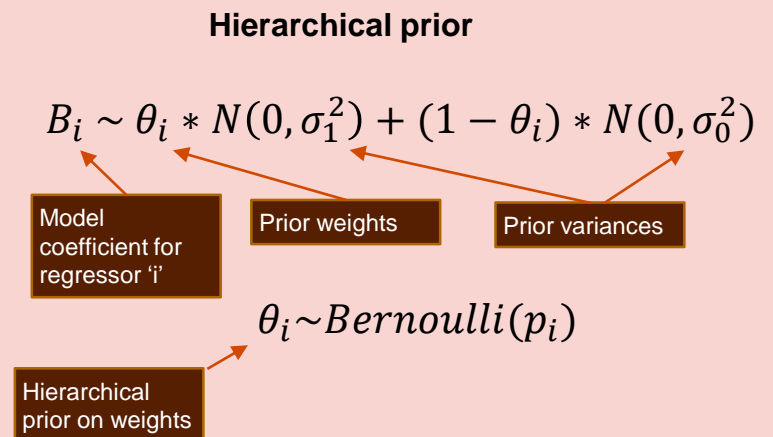 Hierarchical prior
B_i ~ θ_i * N(0, σ_1^2) + (1 − θ_i) * N(0, σ_0^2)
Model
coefficient for
regressor ‘i’
Prior weights
Prior variances
θ_i~Bernoulli(p_i)
Hierarchical
prior on weights